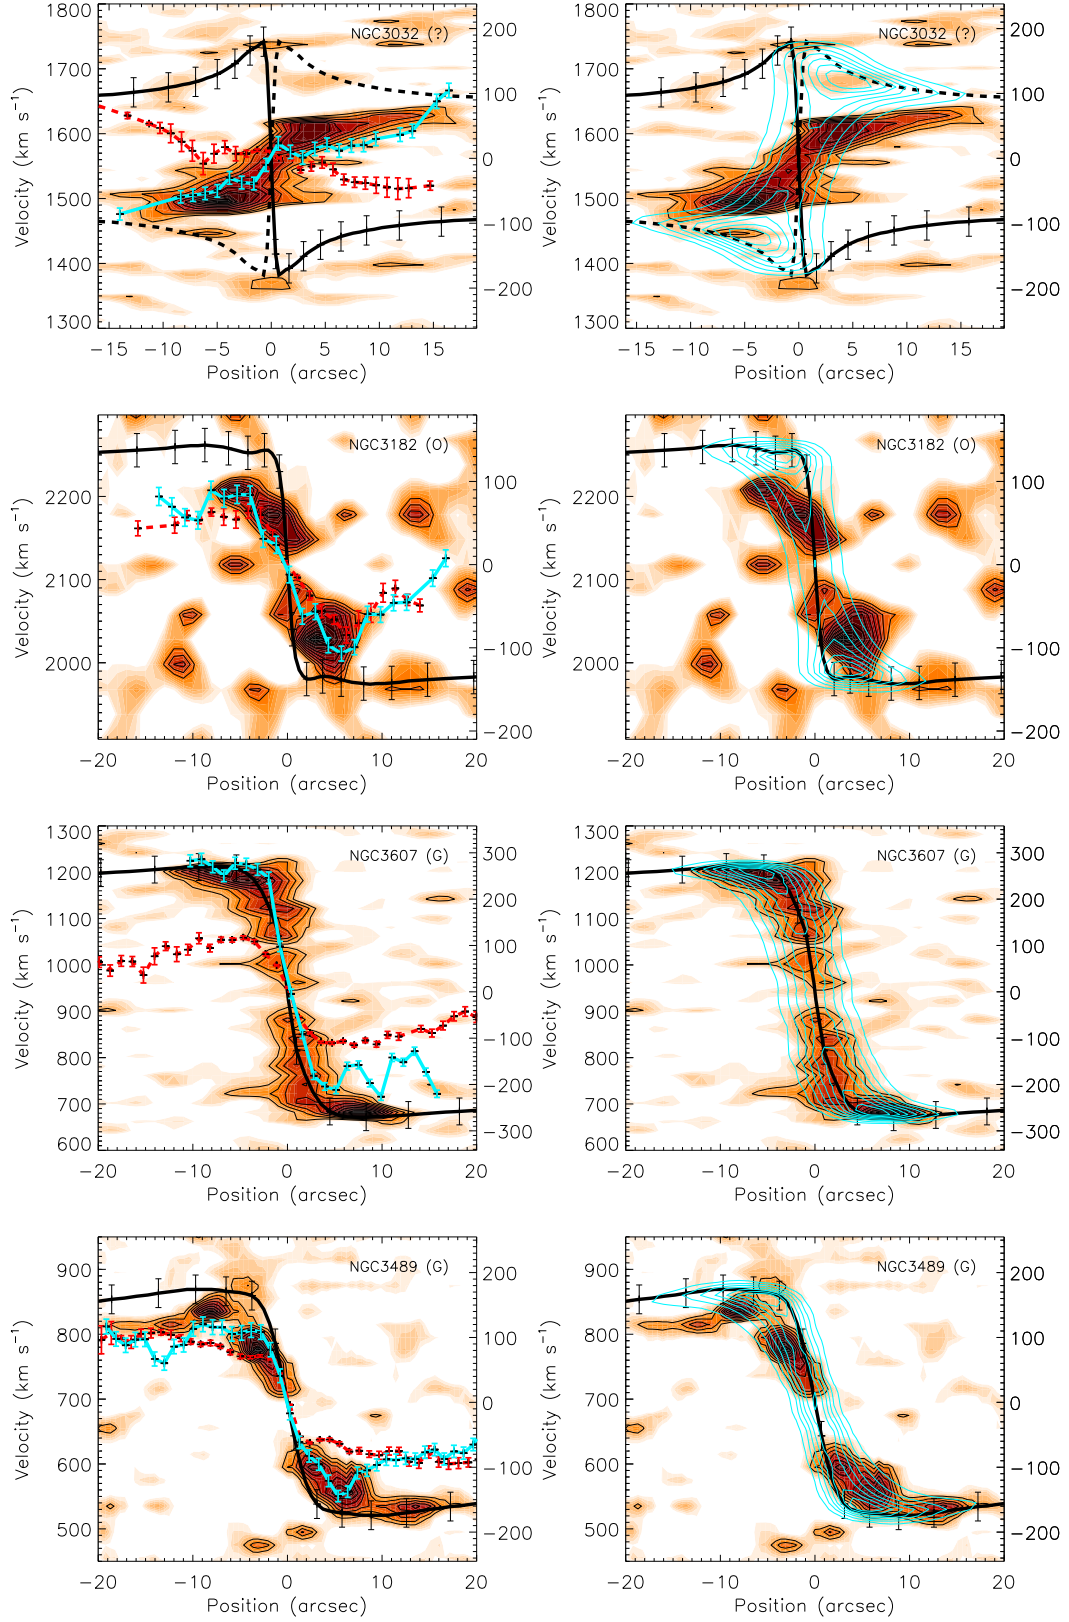 1800
1700
1600
1500
1400
1300
Velocity (km s⁻¹)
NGC3032 (?)
200
100
0
−100
−200
−15 −10 −5 0 5 10 15
Position (arcsec)
1800
1700
1600
1500
1400
1300
Velocity (km s⁻¹)
NGC3032 (?)
200
100
0
−100
−200
−15 −10 −5 0 5 10 15
Position (arcsec)
2200
2100
2000
Velocity (km s⁻¹)
NGC3182 (O)
100
0
−100
−200
−20 −10 0 10 20
Position (arcsec)
2200
2100
2000
Velocity (km s⁻¹)
NGC3182 (O)
100
0
−100
−200
−20 −10 0 10 20
Position (arcsec)
1300
1200
1100
1000
900
800
700
600
Velocity (km s⁻¹)
NGC3607 (G)
300
200
100
0
−100
−200
−300
−20 −10 0 10 20
Position (arcsec)
1300
1200
1100
1000
900
800
700
600
Velocity (km s⁻¹)
NGC3607 (G)
300
200
100
0
−100
−200
−300
−20 −10 0 10 20
Position (arcsec)
900
800
700
600
500
Velocity (km s⁻¹)
NGC3489 (G)
200
100
0
−100
−200
−20 −10 0 10 20
Position (arcsec)
900
800
700
600
500
Velocity (km s⁻¹)
NGC3489 (G)
200
100
0
−100
−200
−20 −10 0 10 20
Position (arcsec)